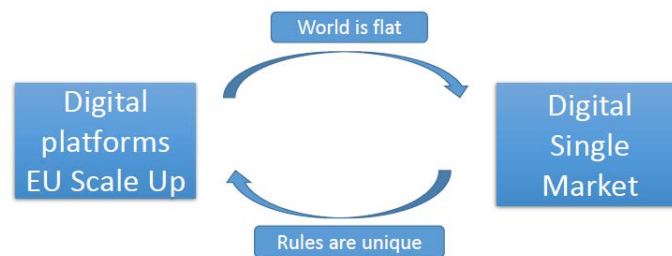 World is flat
Digital
platforms
EU Scale Up
Digital
Single
Market
Rules are unique